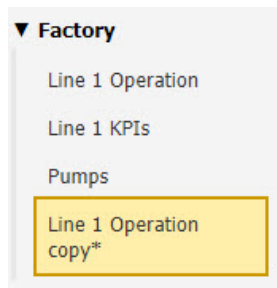 ▼ Factory
Line 1 Operation
Line 1 KPIs
Pumps
Line 1 Operation
copy*